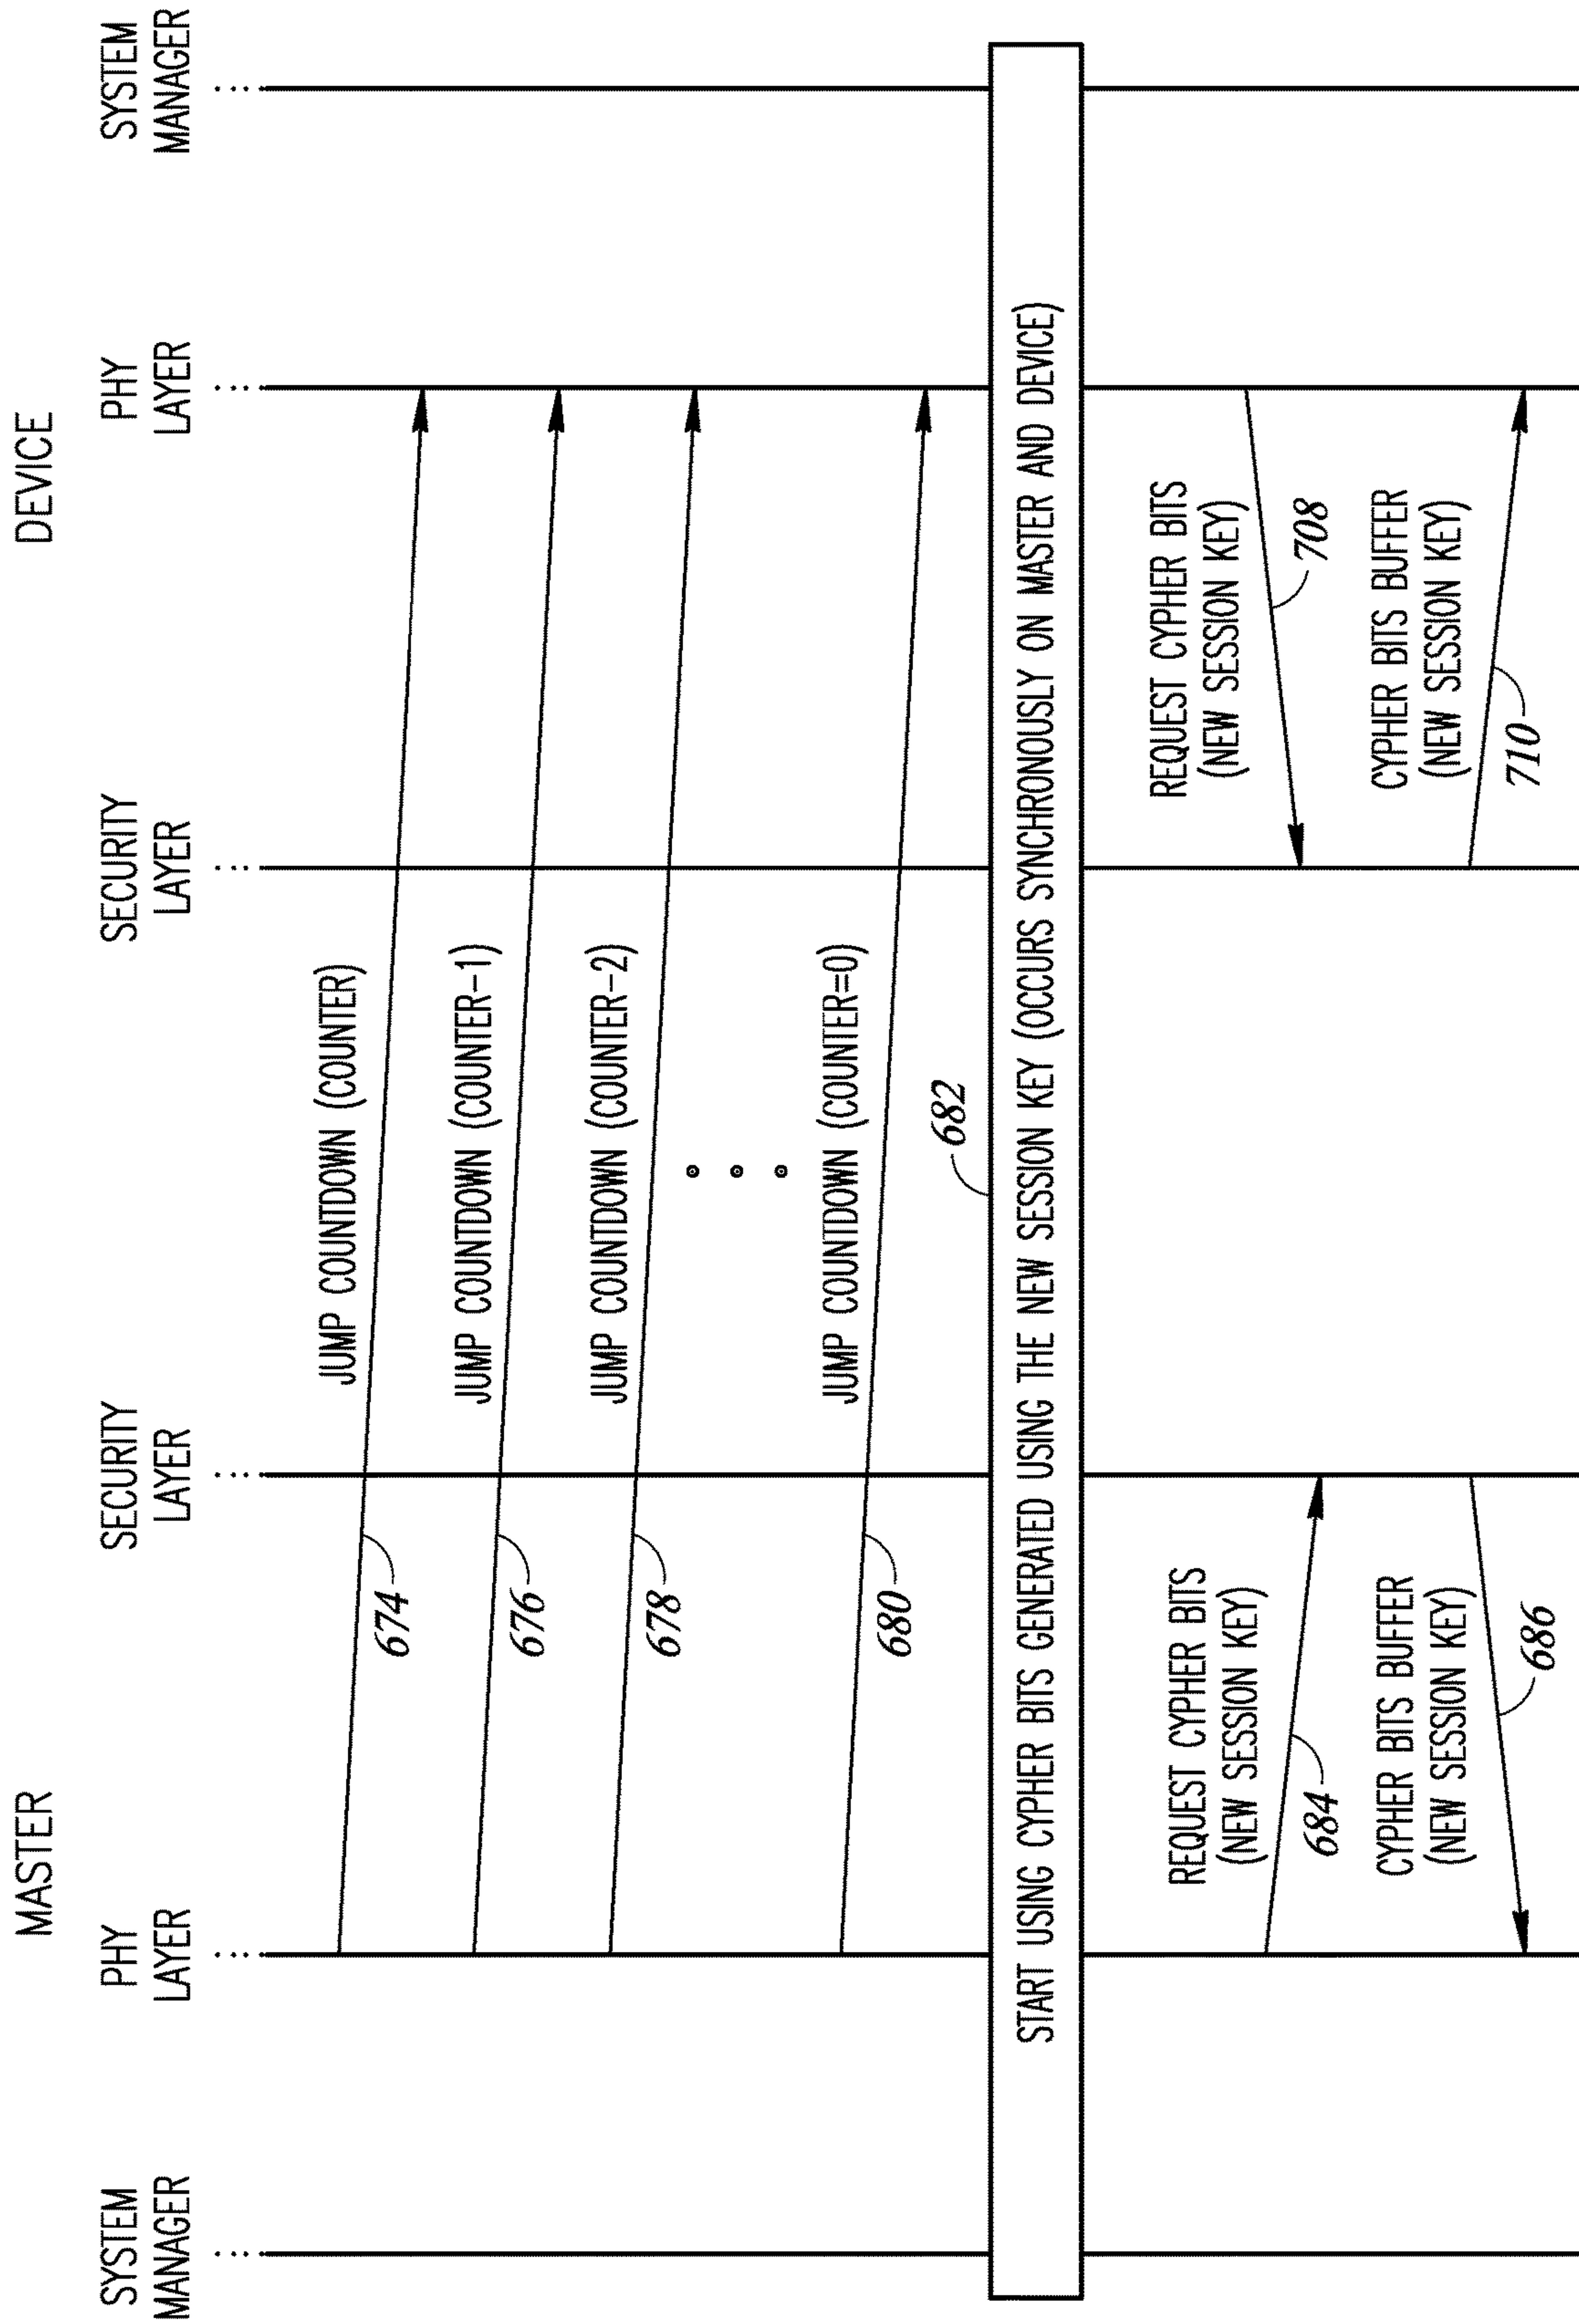 MASTER
DEVICE
SYSTEM
MANAGER
PHY
LAYER
SECURITY
LAYER
SECURITY
LAYER
PHY
LAYER
SYSTEM
MANAGER
JUMP COUNTDOWN (COUNTER)
674
JUMP COUNTDOWN (COUNTER-1)
676
JUMP COUNTDOWN (COUNTER-2)
678
JUMP COUNTDOWN (COUNTER=0)
680
682
START USING CYPHER BITS GENERATED USING THE NEW SESSION KEY (OCCURS SYNCHRONOUSLY ON MASTER AND DEVICE)
REQUEST CYPHER BITS
(NEW SESSION KEY)
684
REQUEST CYPHER BITS
(NEW SESSION KEY)
708
CYPHER BITS BUFFER
(NEW SESSION KEY)
686
CYPHER BITS BUFFER
(NEW SESSION KEY)
710